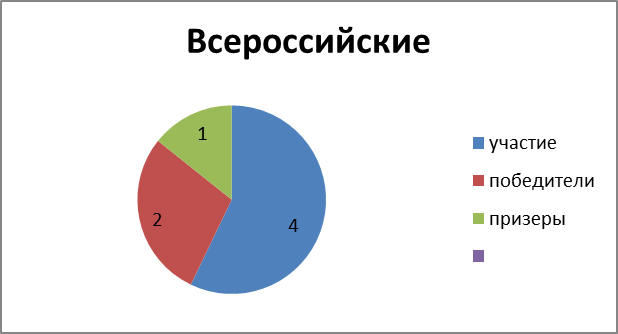 Всероссийские
1
2
4
участие
победители
призеры